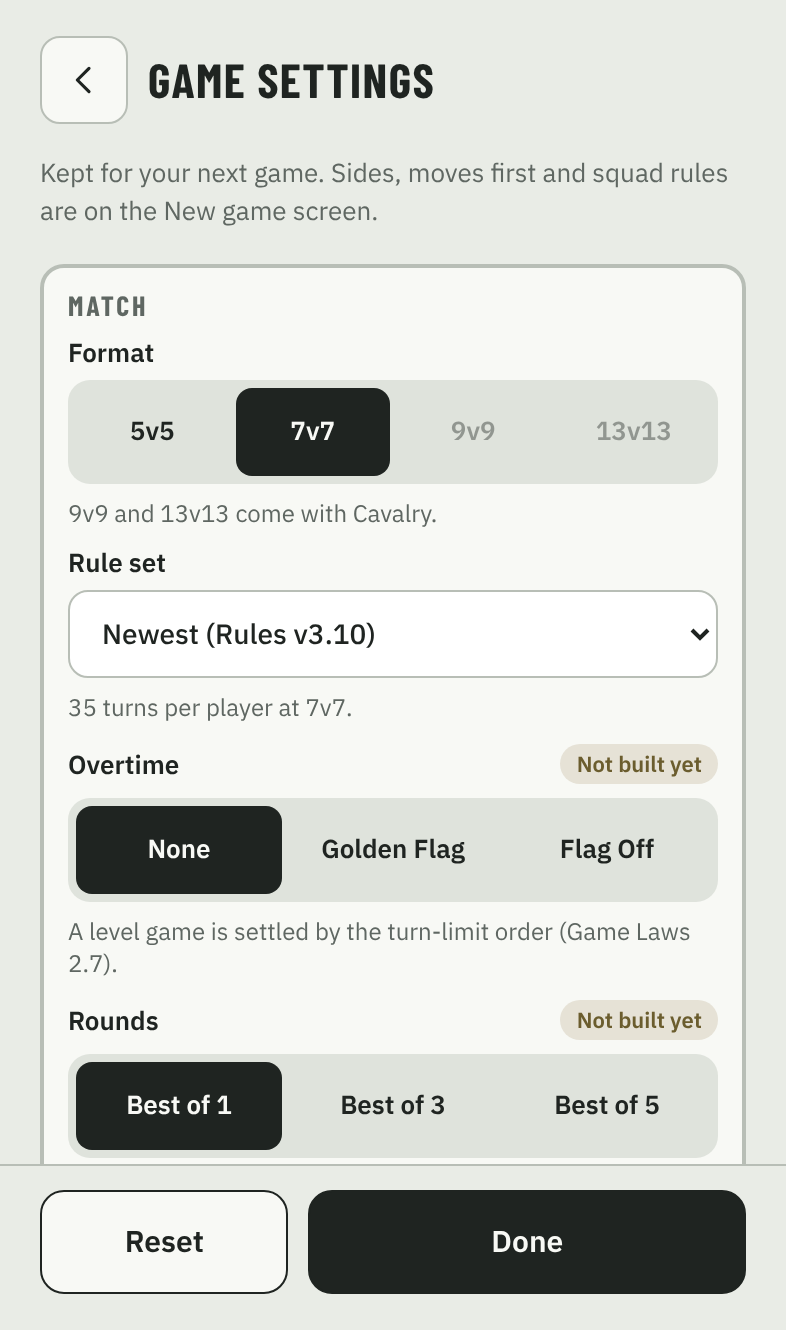 GAME SETTINGS
Kept for your next game. Sides, moves first and squad rules
are on the New game screen.
MATCH
Format
5v5 7v7 9v9 13v13
9v9 and 13v13 come with Cavalry.
Rule set
Newest (Rules v3.10)
35 turns per player at 7v7.
Overtime Not built yet
None Golden Flag Flag Off
A level game is settled by the turn-limit order (Game Laws
2.7).
Rounds Not built yet
Best of 1 Best of 3 Best of 5
Reset Done